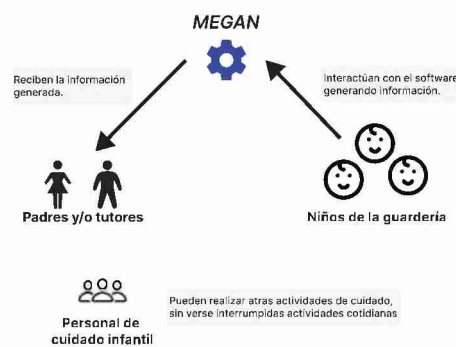 MEGAN
Reciben la información
generada.
Interactúan con el software
generando información.
Padres y/o tutores
Niños de la guardería
Pueden realizar atras actividades de cuidado,
sin verse interrumpidas actividades cotidianas
Personal de
cuidado infantil